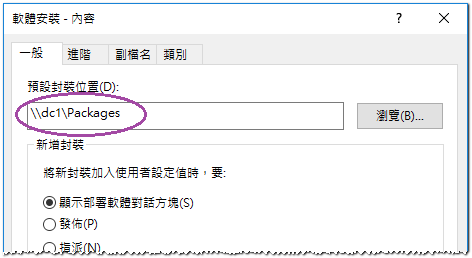 軟體安裝 - 內容
一般 進階 副檔名 類別
預設封裝位置(D):
\\dc1\Packages 瀏覽(B)...
新增封裝
將新封裝加入使用者設定值時，要:
顯示部署軟體對話方塊(S)
發佈(P)
指派(N)